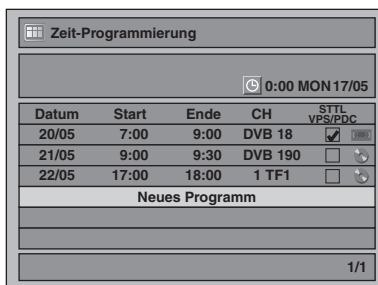 Zeit-Programmierung
0:00 MON 17/05
Datum Start Ende CH STTL VPS/PDC
20/05 7:00 9:00 DVB 18
21/05 9:00 9:30 DVB 190
22/05 17:00 18:00 1 TF1
Neues Programm
1/1